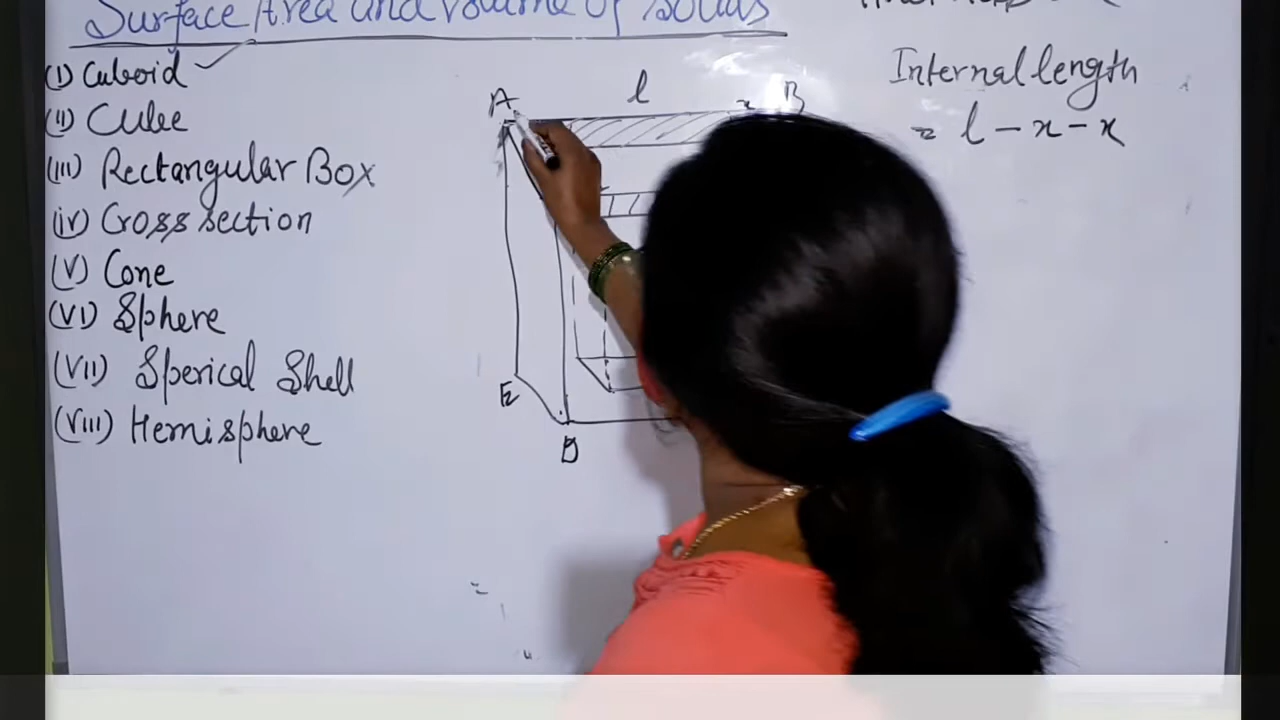 Surface Area and Volume of Solids
(I) Cuboid ✓
(II) Cube
(III) Rectangular Box
(iv) Cross section
(V) Cone
(VI) Sphere
(VII) Sperical Shell
(VIII) Hemisphere
A l x B
E
D
Internal length
= l - x - x